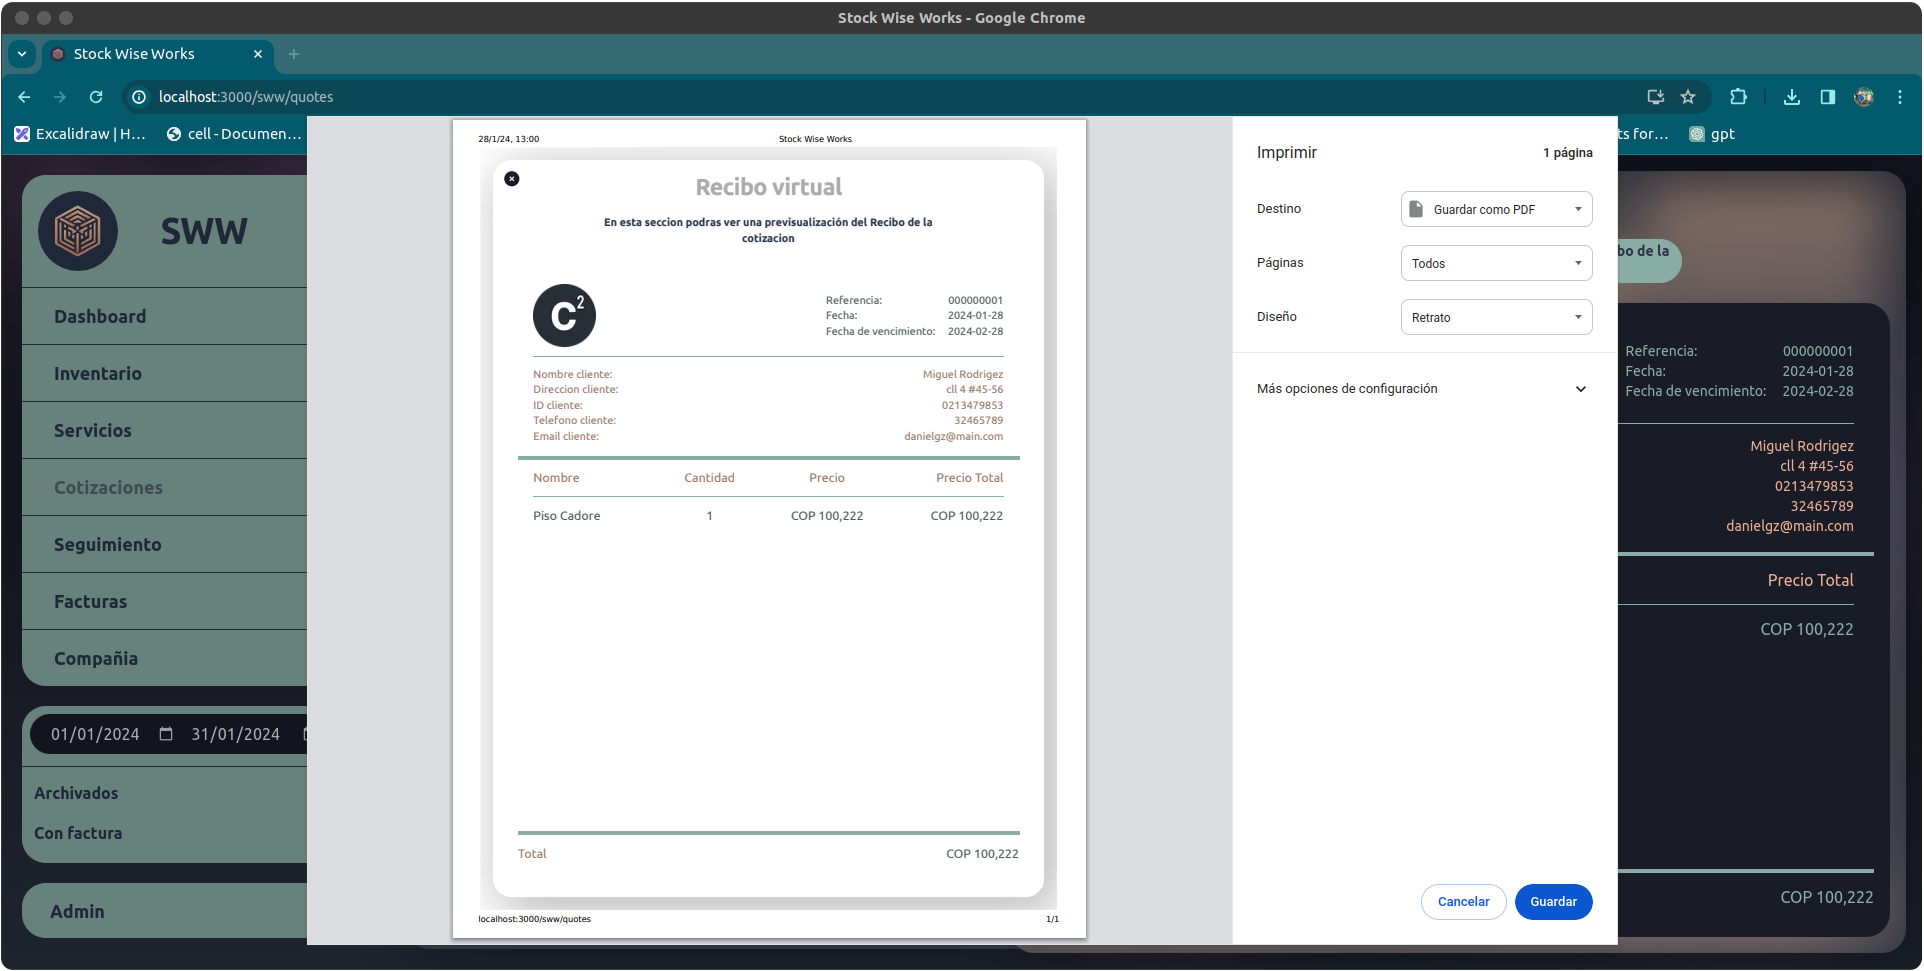 Stock Wise Works - Google Chrome
Stock Wise Works
localhost:3000/sww/quotes
Excalidraw | H... cell - Documen... ts for... gpt
SWW
Dashboard
Inventario
Servicios
Cotizaciones
Seguimiento
Facturas
Compañia
01/01/2024 31/01/2024
Archivados
Con factura
Admin
28/1/24, 13:00 Stock Wise Works
Recibo virtual
En esta seccion podras ver una previsualización del Recibo de la
cotizacion
C2
Referencia: 000000001
Fecha: 2024-01-28
Fecha de vencimiento: 2024-02-28
Nombre cliente: Miguel Rodrigez
Direccion cliente: cll 4 #45-56
ID cliente: 0213479853
Telefono cliente: 32465789
Email cliente: danielgz@main.com
Nombre Cantidad Precio Precio Total
Piso Cadore 1 COP 100,222 COP 100,222
Total COP 100,222
localhost:3000/sww/quotes 1/1
Imprimir 1 página
Destino Guardar como PDF
Páginas Todos
Diseño Retrato
Más opciones de configuración
Cancelar Guardar
bo de la
Referencia: 000000001
Fecha: 2024-01-28
Fecha de vencimiento: 2024-02-28
Miguel Rodrigez
cll 4 #45-56
0213479853
32465789
danielgz@main.com
Precio Total
COP 100,222
COP 100,222